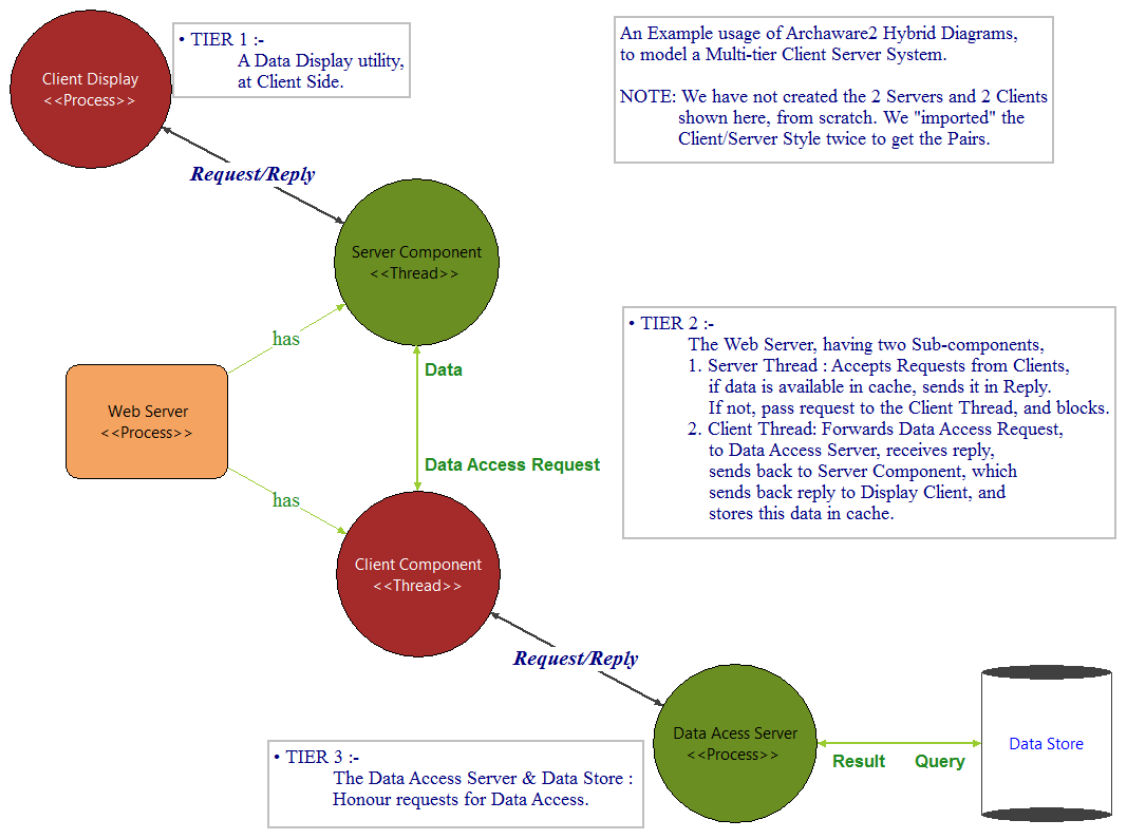 Client Display
<<Process>>
• TIER 1 :-
A Data Display utility,
at Client Side.
An Example usage of Archaware2 Hybrid Diagrams,
to model a Multi-tier Client Server System.
NOTE: We have not created the 2 Servers and 2 Clients
shown here, from scratch. We "imported" the
Client/Server Style twice to get the Pairs.
Request/Reply
Server Component
<<Thread>>
has
Data
Web Server
<<Process>>
Data Access Request
has
Client Component
<<Thread>>
• TIER 2 :-
The Web Server, having two Sub-components,
1. Server Thread : Accepts Requests from Clients,
if data is available in cache, sends it in Reply.
If not, pass request to the Client Thread, and blocks.
2. Client Thread: Forwards Data Access Request,
to Data Access Server, receives reply,
sends back to Server Component, which
sends back reply to Display Client, and
stores this data in cache.
Request/Reply
Data Acess Server
<<Process>>
Result
Query
Data Store
• TIER 3 :-
The Data Access Server & Data Store :
Honour requests for Data Access.